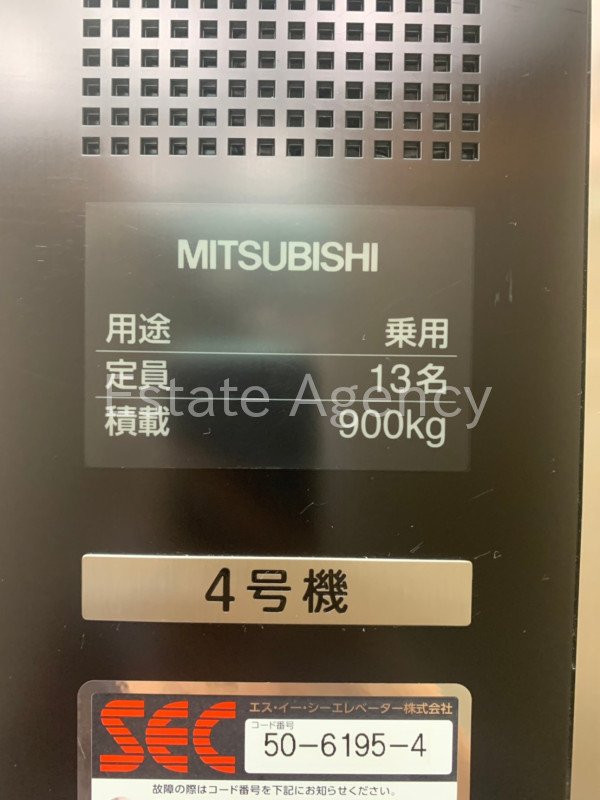 MITSUBISHI
用途 乗用
定員 13名
Estate Agency
積載 900kg
4号機
SEC エス・イー・シーエレベーター株式会社
コード番号
50-6195-4
故障の際はコード番号を下記にお知らせください。